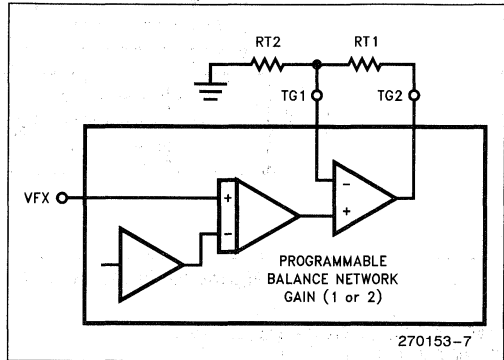 RT2 RT1
TG1 TG2
VFX
+
-
-
+
PROGRAMMABLE
BALANCE NETWORK
GAIN (1 or 2)
270153-7